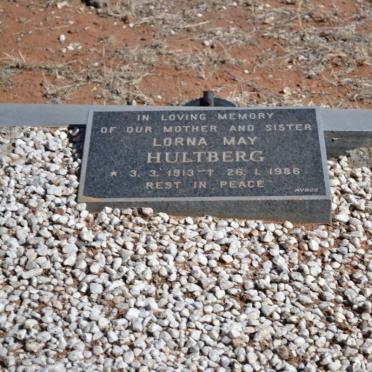 IN LOVING MEMORY
OF OUR MOTHER AND SISTER
LORNA MAY
HULTBERG
* 3. 3. 1913 † 26. 1. 1986
REST IN PEACE